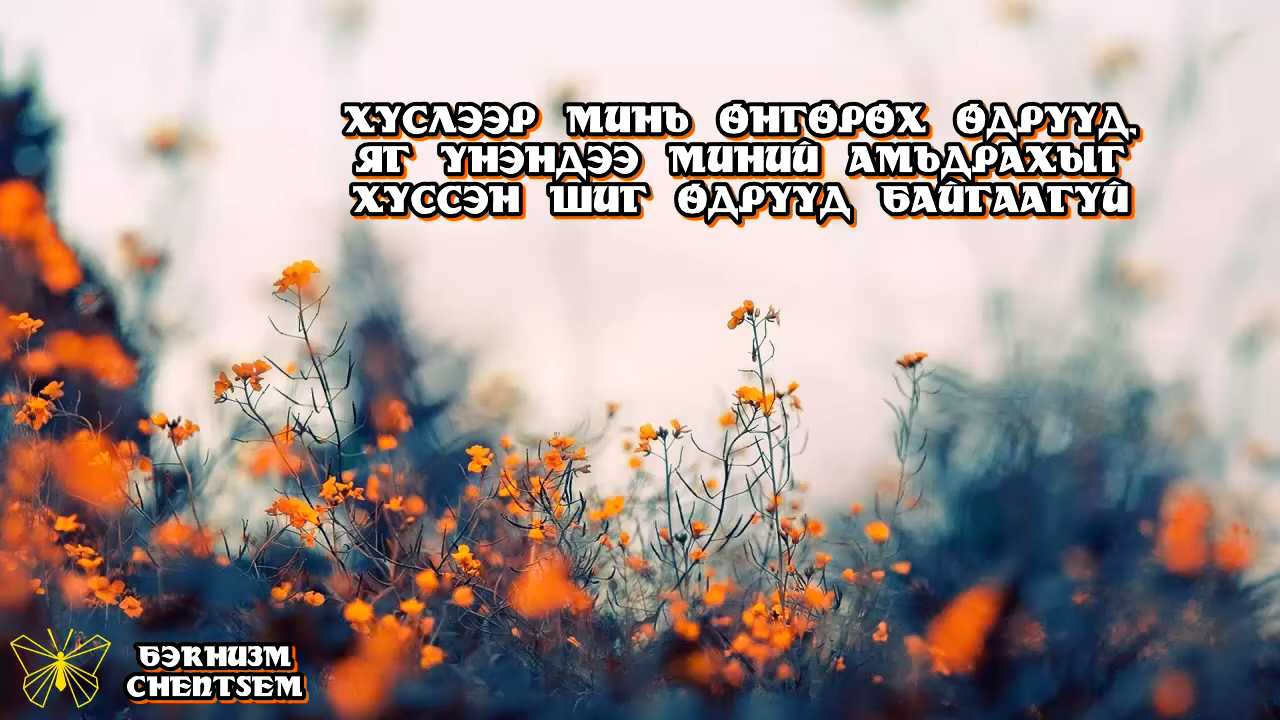 ХҮСЛЭЭР МИНЬ ӨНГӨРӨХ ӨДРҮҮД,
ЯГ ҮНЭНДЭЭ МИНИЙ АМЬДРАХЫГ
ХҮССЭН ШИГ ӨДРҮҮД БАЙГААГҮЙ
БЭКНИЗМ
CHENTSEM